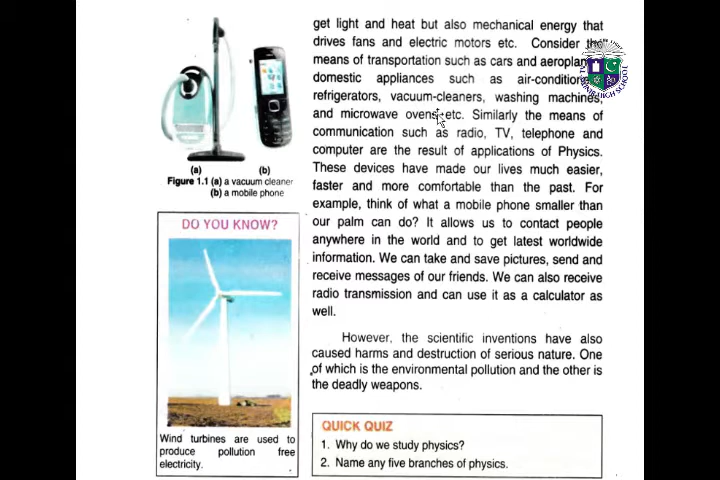 (a)
(b)
Figure 1.1 (a) a vacuum cleaner
(b) a mobile phone
DO YOU KNOW?
Wind turbines are used to
produce pollution free
electricity.
get light and heat but also mechanical energy that
drives fans and electric motors etc. Consider the
means of transportation such as cars and
domestic appliances such as
refrigerators, vacuum-cleaners, washing machines,
and microwave ovens etc. Similarly the means of
communication such as radio, TV, telephone and
computer are the result of applications of Physics.
These devices have made our lives much easier,
faster and more comfortable than the past. For
example, think of what a mobile phone smaller than
our palm can do? It allows us to contact people
anywhere in the world and to get latest worldwide
information. We can take and save pictures, send and
receive messages of our friends. We can also receive
radio transmission and can use it as a calculator as
well.
However, the scientific inventions have also
caused harms and destruction of serious nature. One
of which is the environmental pollution and the other is
the deadly weapons.
QUICK QUIZ
1. Why do we study physics?
2. Name any five branches of physics.